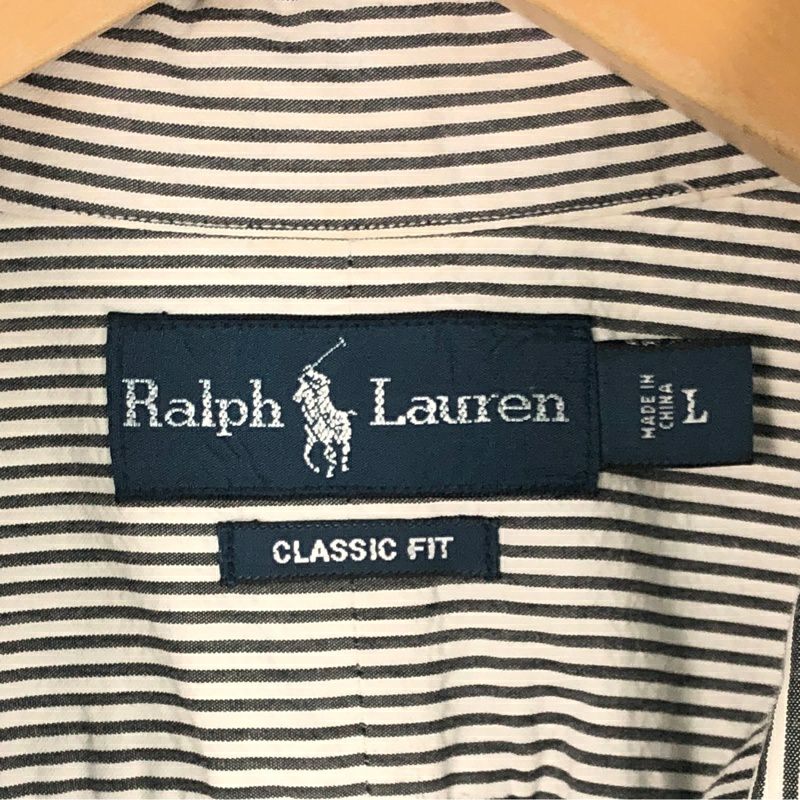 Ralph Lauren
MADE IN
CHINA
L
CLASSIC FIT